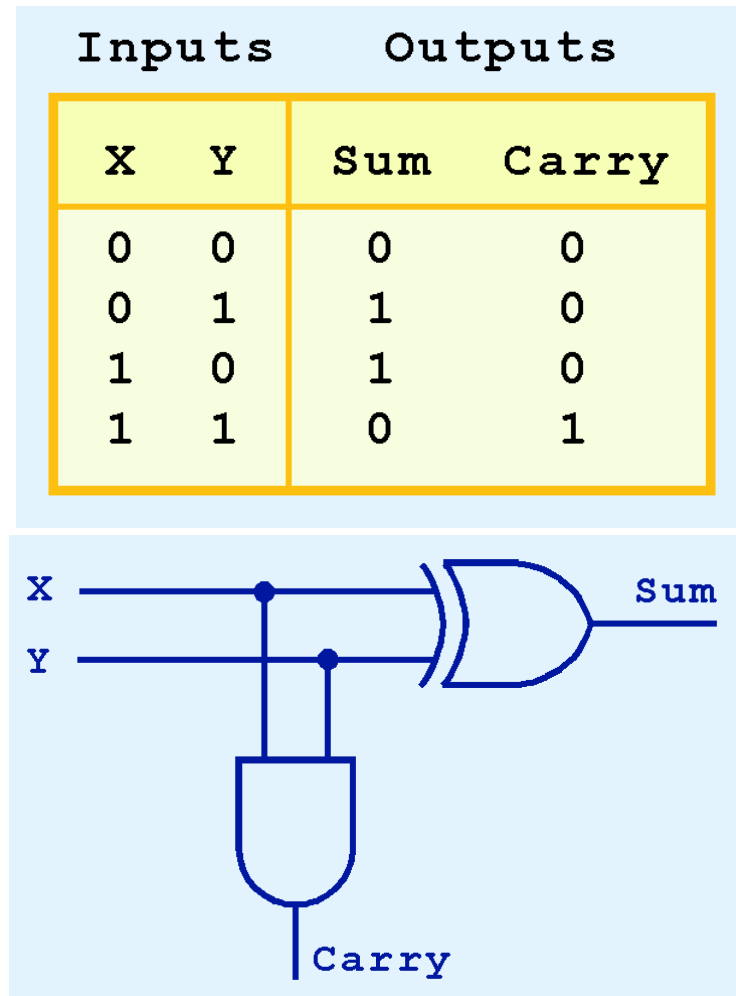 Inputs Outputs
X Y Sum Carry
0 0 0 0
0 1 1 0
1 0 1 0
1 1 0 1
X
Sum
Y
Carry